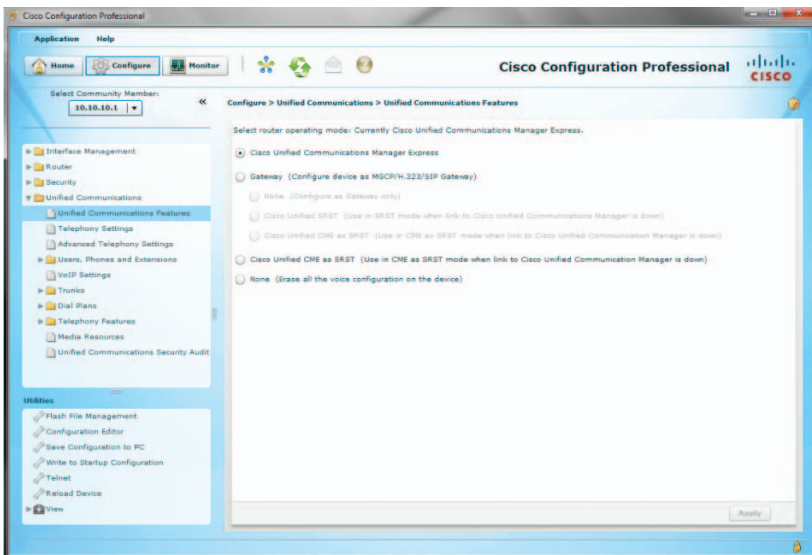 Cisco Configuration Professional
Application Help
Home Configure Monitor
Cisco Configuration Professional
CISCO
Select Community Member:
10.10.10.1
«
Configure > Unified Communications > Unified Communications Features
Interface Management
Router
Security
Unified Communications
Unified Communications Features
Telephony Settings
Advanced Telephony Settings
Users, Phones and Extensions
VoIP Settings
Trunks
Dial Plans
Telephony Features
Media Resources
Unified Communications Security Audit
Utilities
Flash File Management
Configuration Editor
Save Configuration to PC
Write to Startup Configuration
Telnet
Reload Device
View
Select router operating mode: Currently Cisco Unified Communications Manager Express.
Cisco Unified Communications Manager Express
Gateway (Configure device as MGCP/H.323/SIP Gateway)
None (Configure as Gateway only)
Cisco Unified SRST (Use in SRST mode when link to Cisco Unified Communications Manager is down)
Cisco Unified CME as SRST (Use in CME as SRST mode when link to Cisco Unified Communications Manager is down)
Cisco Unified CME as SRST (Use in CME as SRST mode when link to Cisco Unified Communication Manager is down)
None (Erase all the voice configuration on the device)
Apply